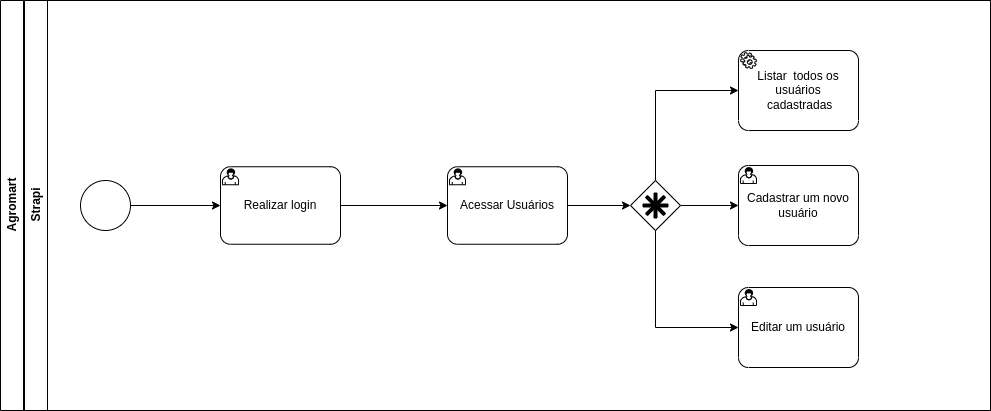 Agromart
Strapi
Realizar login
Acessar Usuários
Listar todos os
usuários
cadastradas
Cadastrar um novo
usuário
Editar um usuário